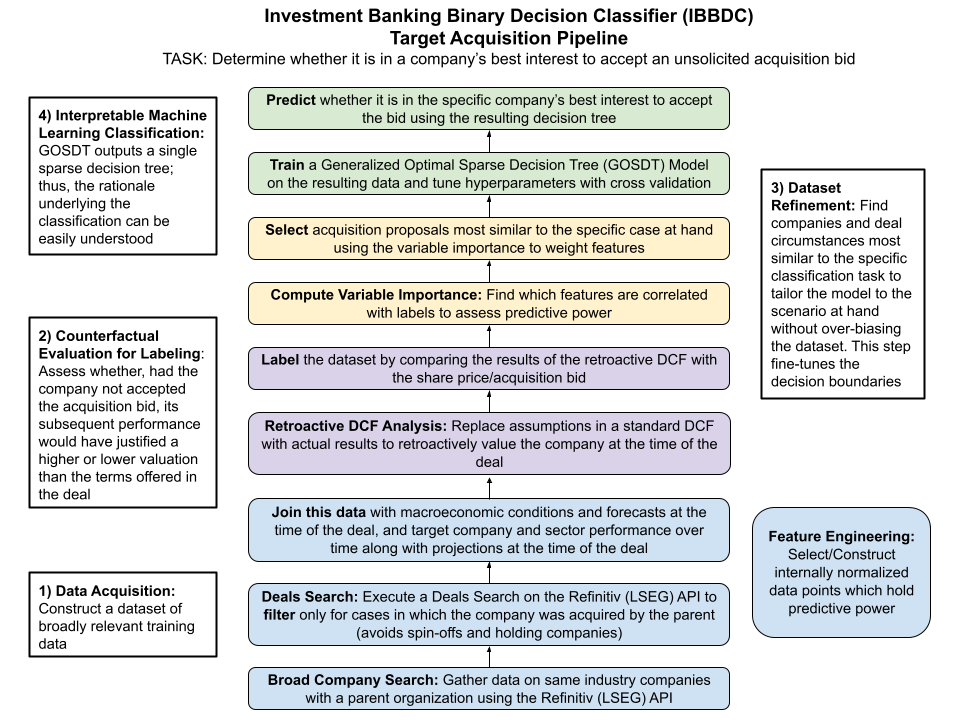 Investment Banking Binary Decision Classifier (IBBDC)
Target Acquisition Pipeline
TASK: Determine whether it is in a company's best interest to accept an unsolicited acquisition bid
4) Interpretable Machine
Learning Classification:
GOSDT outputs a single
sparse decision tree;
thus, the rationale
underlying the
classification can be
easily understood
2) Counterfactual
Evaluation for Labeling:
Assess whether, had the
company not accepted
the acquisition bid, its
subsequent performance
would have justified a
higher or lower valuation
than the terms offered in
the deal
1) Data Acquisition:
Construct a dataset of
broadly relevant training
data
Predict whether it is in the specific company's best interest to accept
the bid using the resulting decision tree
Train a Generalized Optimal Sparse Decision Tree (GOSDT) Model
on the resulting data and tune hyperparameters with cross validation
Select acquisition proposals most similar to the specific case at hand
using the variable importance to weight features
Compute Variable Importance: Find which features are correlated
with labels to assess predictive power
Label the dataset by comparing the results of the retroactive DCF with
the share price/acquisition bid
Retroactive DCF Analysis: Replace assumptions in a standard DCF
with actual results to retroactively value the company at the time of the
deal
Join this data with macroeconomic conditions and forecasts at the
time of the deal, and target company and sector performance over
time along with projections at the time of the deal
Deals Search: Execute a Deals Search on the Refinitiv (LSEG) API to
filter only for cases in which the company was acquired by the parent
(avoids spin-offs and holding companies)
Broad Company Search: Gather data on same industry companies
with a parent organization using the Refinitiv (LSEG) API
3) Dataset
Refinement: Find
companies and deal
circumstances most
similar to the specific
classification task to
tailor the model to the
scenario at hand
without over-biasing
the dataset. This step
fine-tunes the
decision boundaries
Feature Engineering:
Select/Construct
internally normalized
data points which hold
predictive power